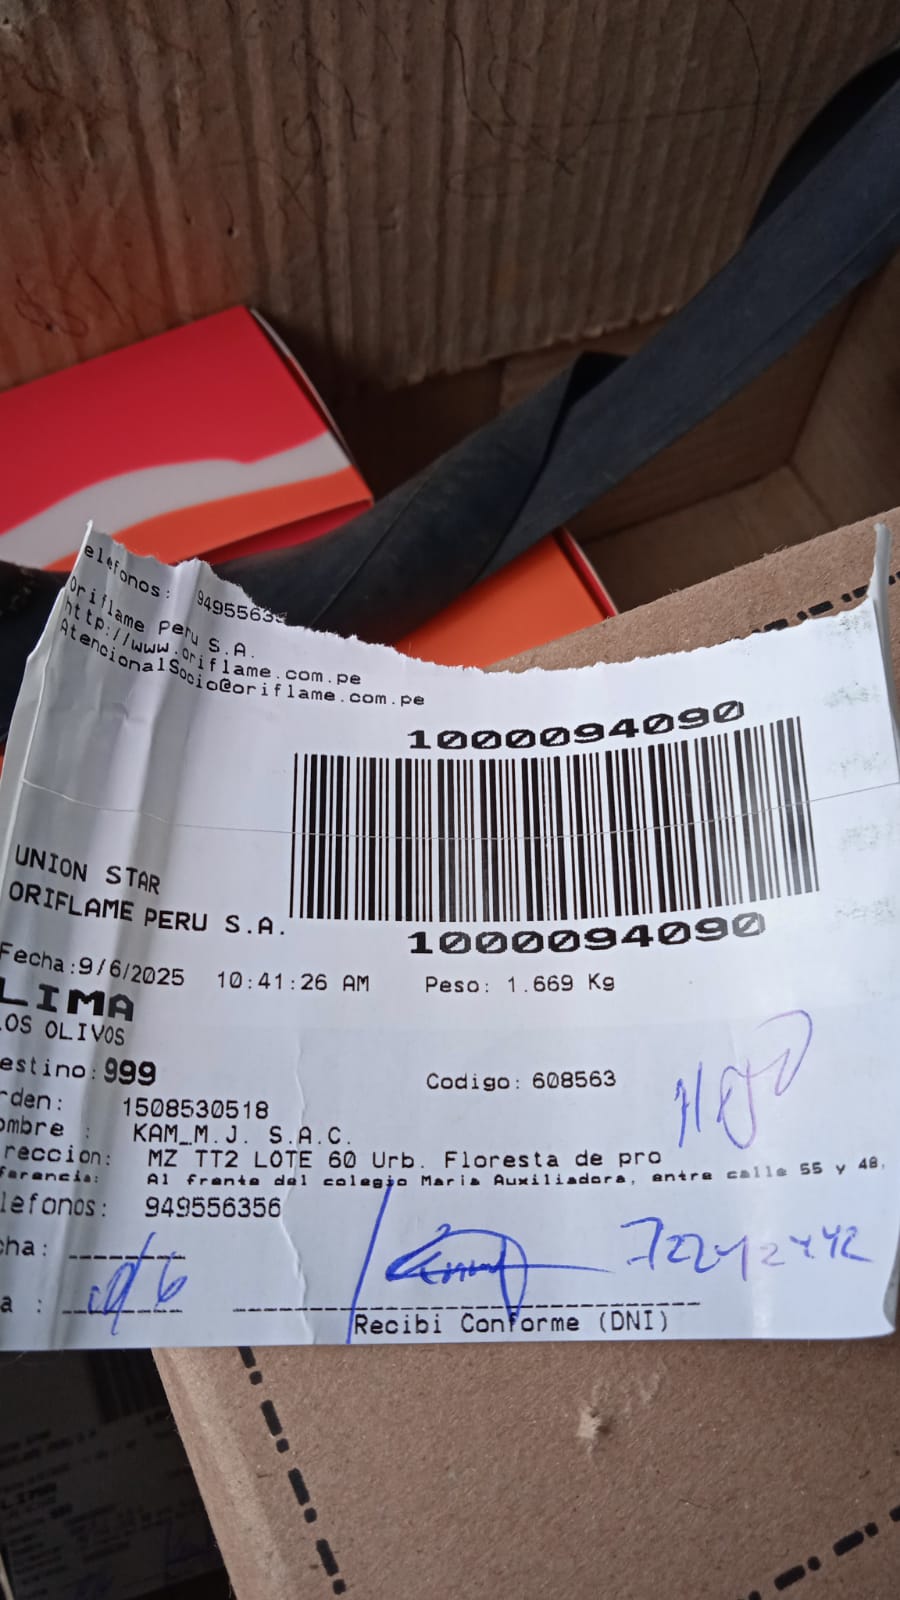 elefonos: 94955635
Oriflame Peru S.A.
http://www.oriflame.com.pe
AtencionalSocio@oriflame.com.pe
1000094090
UNION STAR
ORIFLAME PERU S.A.
1000094090
Fecha:9/6/2025 10:41:26 AM Peso: 1.669 Kg
LIMA
LOS OLIVOS
estino:999 Codigo: 608563
rden: 1508530518
ombre : KAM_M.J. S.A.C.
reccion: MZ TT2 LOTE 60 Urb. Floresta de pro
ferencia: Al frente del colegio Maria Auxiliadora, entre calle 55 y 48,
lefonos: 949556356
cha:
a :
Recibi Conforme (DNI)